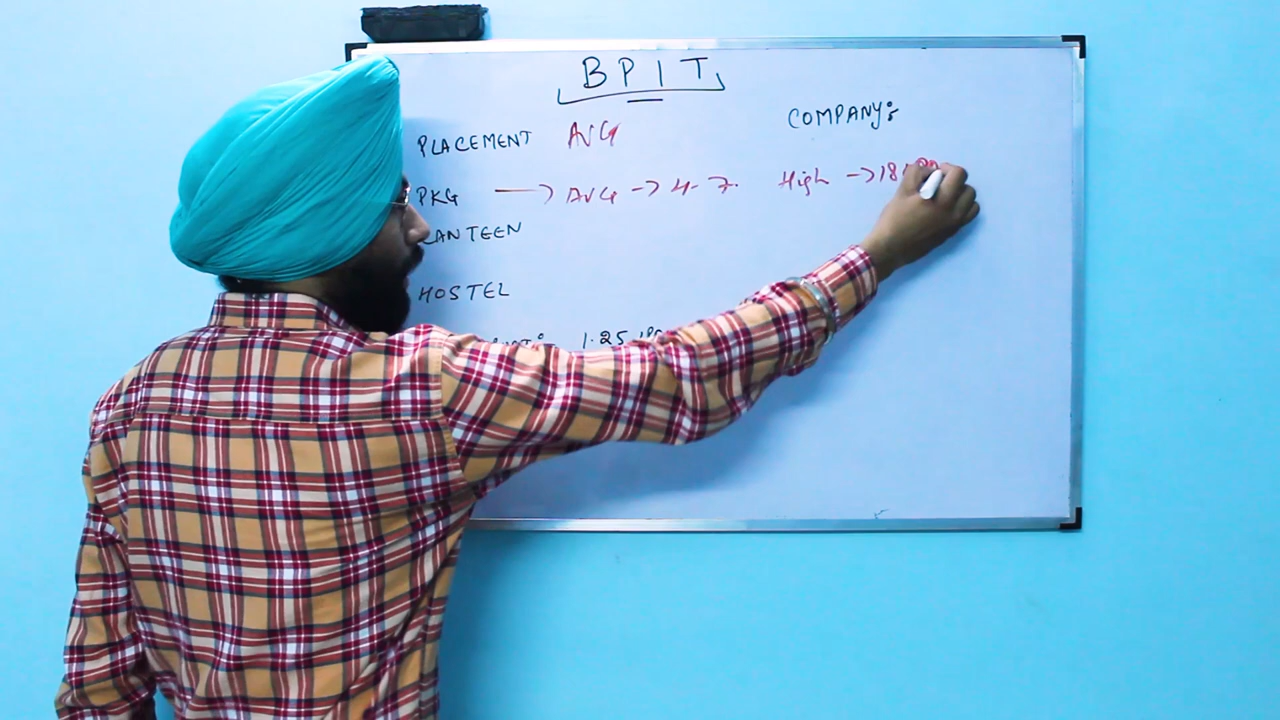 BPIT
COMPANY:
PLACEMENT AVG
PKG → AVG → 4.7. High → 18
CANTEEN
HOSTEL
1.25